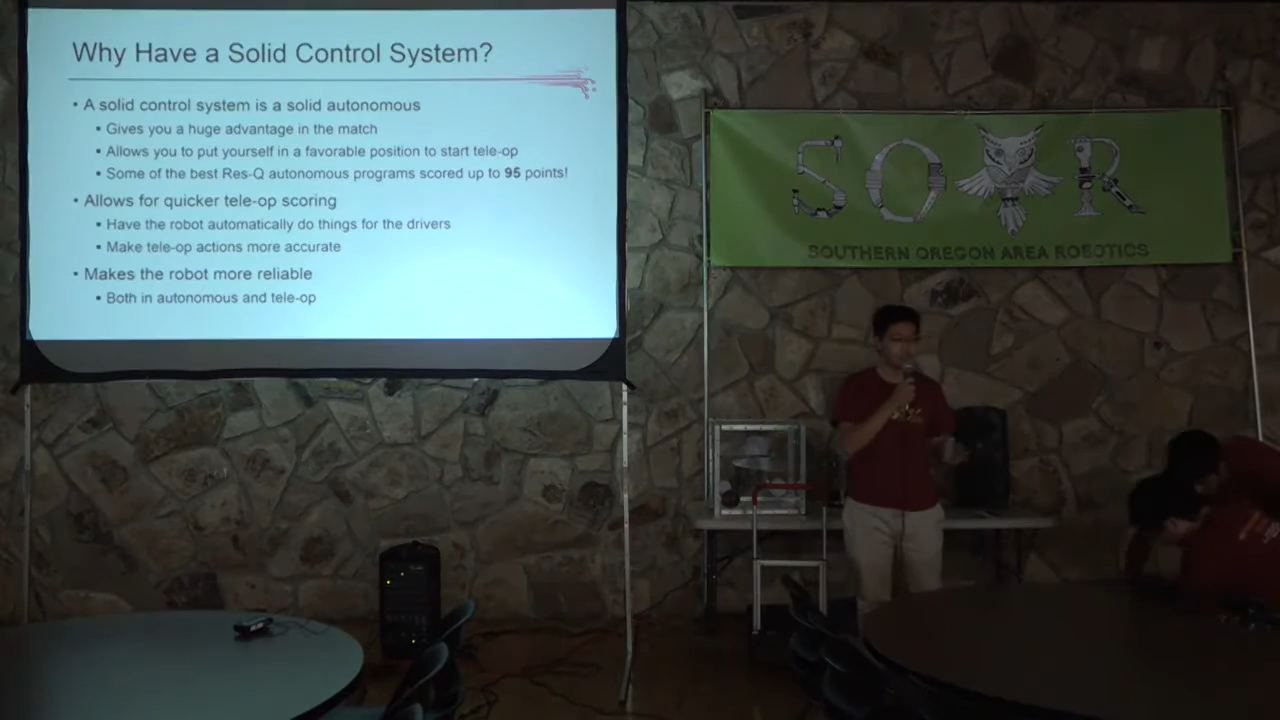 Why Have a Solid Control System?
• A solid control system is a solid autonomous
• Gives you a huge advantage in the match
• Allows you to put yourself in a favorable position to start tele-op
• Some of the best Res-Q autonomous programs scored up to 95 points!
• Allows for quicker tele-op scoring
• Have the robot automatically do things for the drivers
• Make tele-op actions more accurate
• Makes the robot more reliable
• Both in autonomous and tele-op
SOAR
SOUTHERN OREGON AREA ROBOTICS